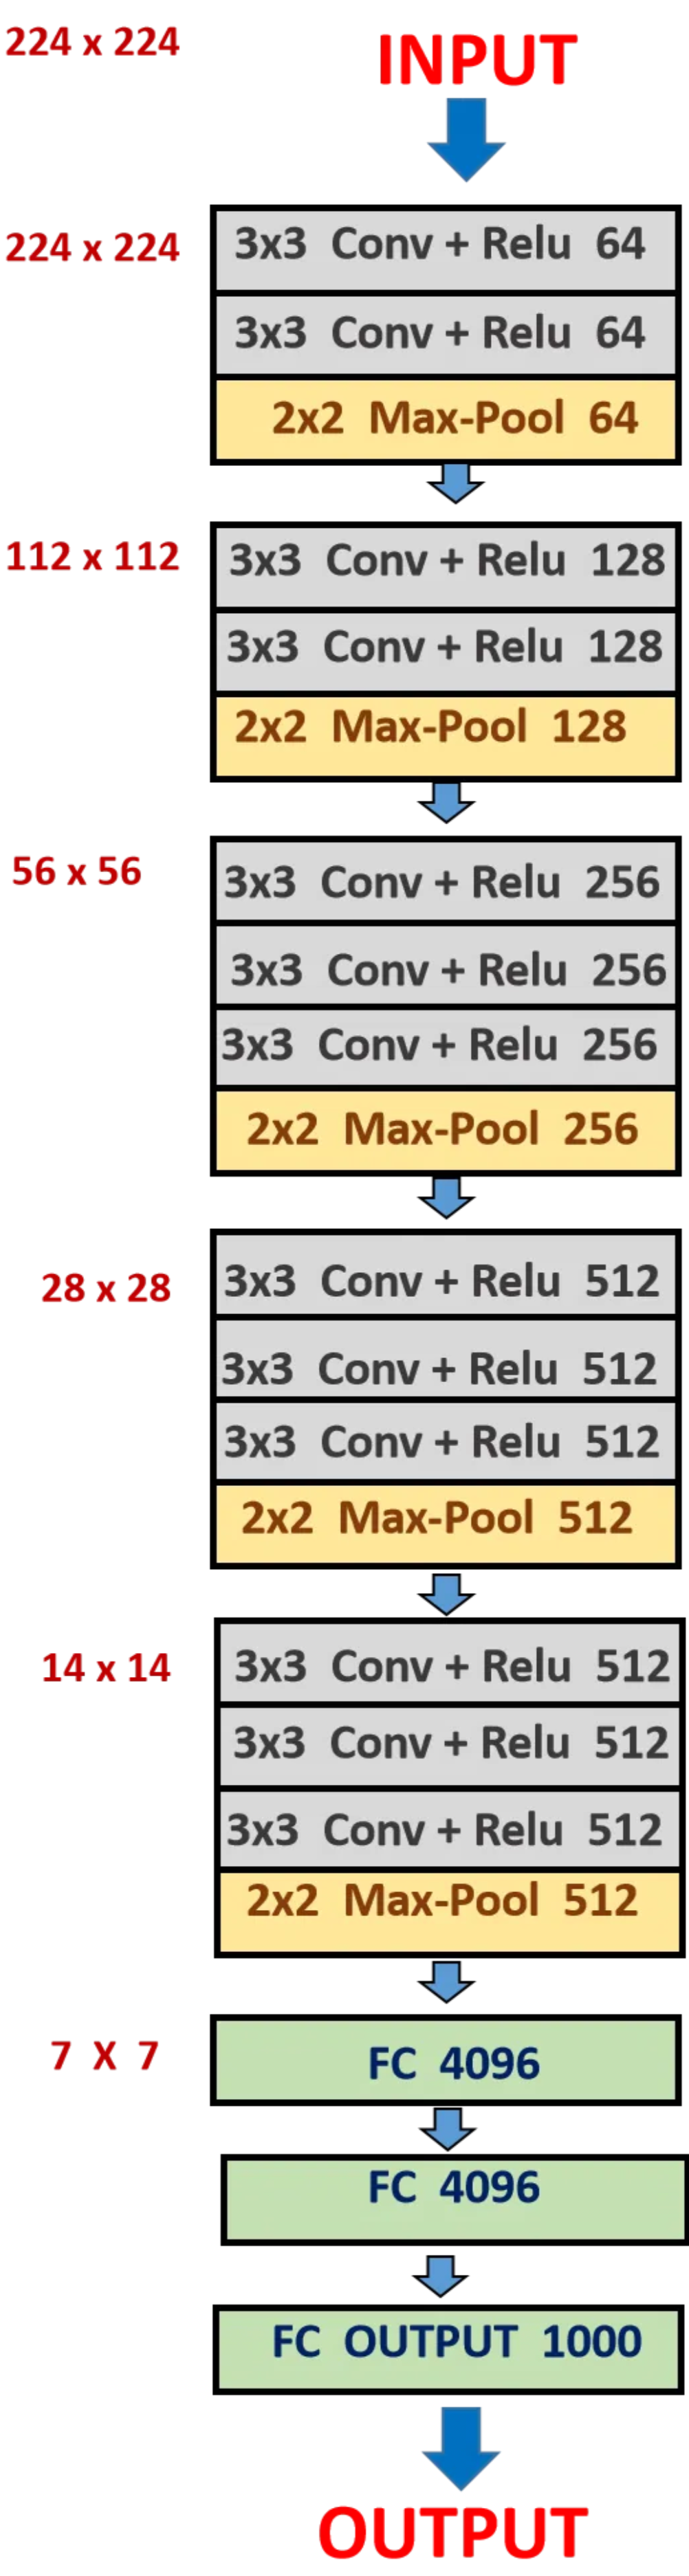 224 x 224
INPUT
224 x 224
3x3 Conv + Relu 64
3x3 Conv + Relu 64
2x2 Max-Pool 64
112 x 112
3x3 Conv + Relu 128
3x3 Conv + Relu 128
2x2 Max-Pool 128
56 x 56
3x3 Conv + Relu 256
3x3 Conv + Relu 256
3x3 Conv + Relu 256
2x2 Max-Pool 256
28 x 28
3x3 Conv + Relu 512
3x3 Conv + Relu 512
3x3 Conv + Relu 512
2x2 Max-Pool 512
14 x 14
3x3 Conv + Relu 512
3x3 Conv + Relu 512
3x3 Conv + Relu 512
2x2 Max-Pool 512
7 X 7
FC 4096
FC 4096
FC OUTPUT 1000
OUTPUT